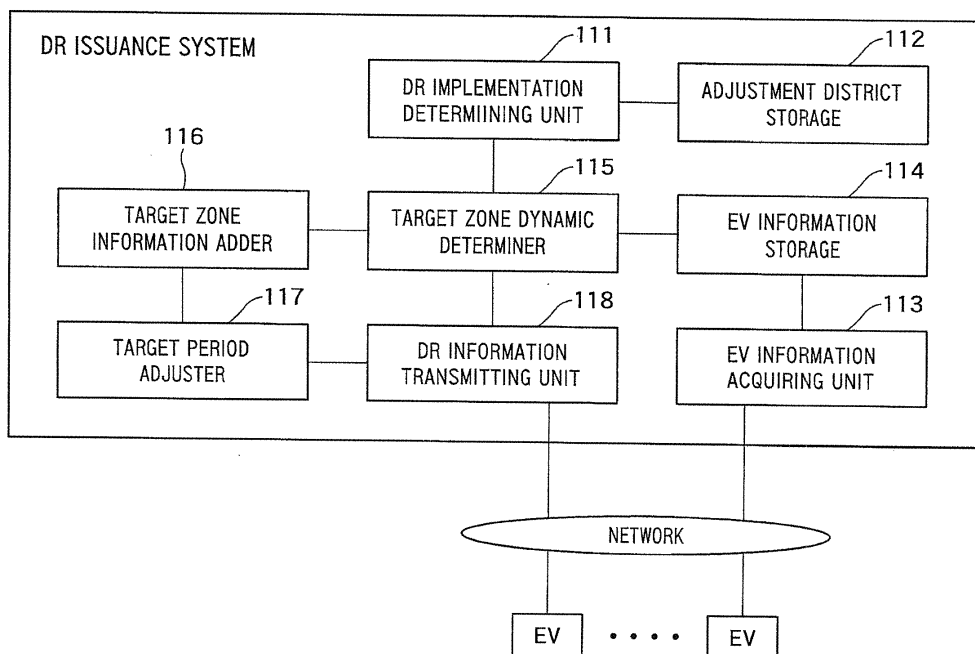 DR ISSUANCE SYSTEM
111
DR IMPLEMENTATION
DETERMIINING UNIT
112
ADJUSTMENT DISTRICT
STORAGE
116
TARGET ZONE
INFORMATION ADDER
115
TARGET ZONE DYNAMIC
DETERMINER
114
EV INFORMATION
STORAGE
117
TARGET PERIOD
ADJUSTER
118
DR INFORMATION
TRANSMITTING UNIT
113
EV INFORMATION
ACQUIRING UNIT
NETWORK
EV
• • • •
EV